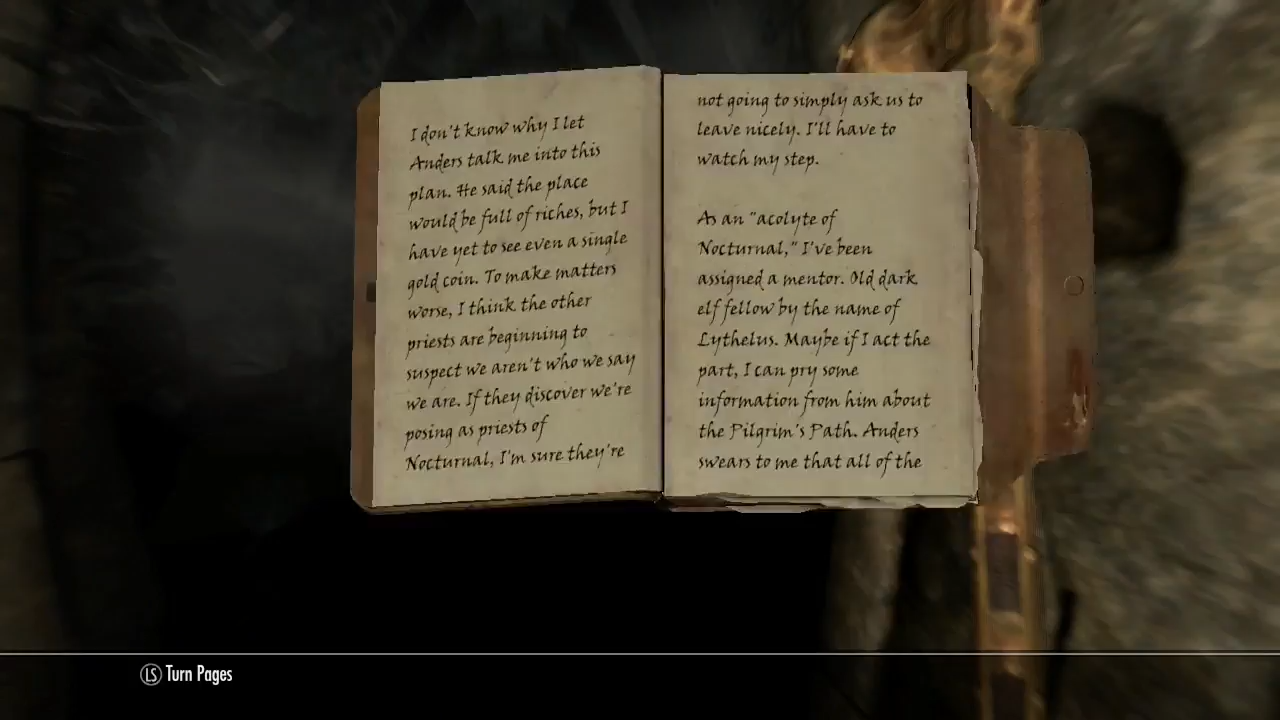 I don't know why I let
Anders talk me into this
plan. He said the place
would be full of riches, but I
have yet to see even a single
gold coin. To make matters
worse, I think the other
priests are beginning to
suspect we aren't who we say
we are. If they discover we're
posing as priests of
Nocturnal, I'm sure they're
not going to simply ask us to
leave nicely. I'll have to
watch my step.
As an "acolyte of
Nocturnal," I've been
assigned a mentor. Old dark
elf fellow by the name of
Lythelus. Maybe if I act the
part, I can pry some
information from him about
the Pilgrim's Path. Anders
swears to me that all of the
LS Turn Pages